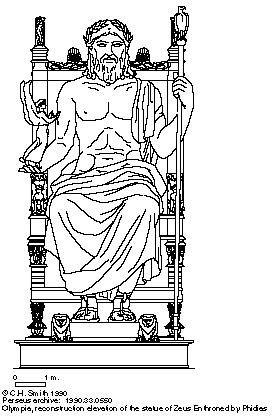 0 1 m.
© C.H. Smith 1990
Perseus archive: 1990.33.0550
Olympia, reconstruction elevation of the statue of Zeus Enthroned by Phidias